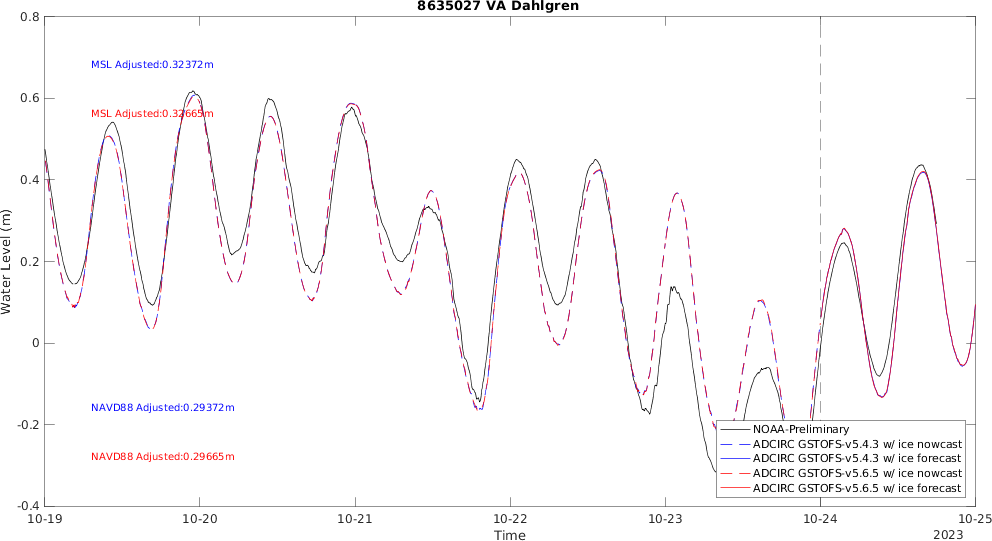 8635027 VA Dahlgren
Water Level (m)
0.8
0.6
0.4
0.2
0
-0.2
-0.4
MSL Adjusted:0.32372m
MSL Adjusted:0.32665m
NAVD88 Adjusted:0.29372m
NAVD88 Adjusted:0.29665m
NOAA-Preliminary
ADCIRC GSTOFS-v5.4.3 w/ ice nowcast
ADCIRC GSTOFS-v5.4.3 w/ ice forecast
ADCIRC GSTOFS-v5.6.5 w/ ice nowcast
ADCIRC GSTOFS-v5.6.5 w/ ice forecast
10-19 10-20 10-21 10-22 10-23 10-24 10-25
Time
2023